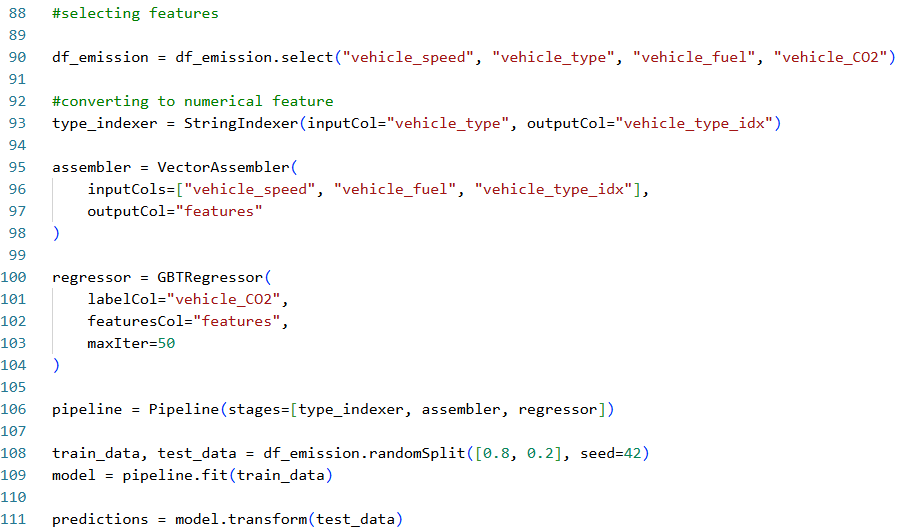 88 #selecting features
89
90 df_emission = df_emission.select("vehicle_speed", "vehicle_type", "vehicle_fuel", "vehicle_CO2")
91
92 #converting to numerical feature
93 type_indexer = StringIndexer(inputCol="vehicle_type", outputCol="vehicle_type_idx")
94
95 assembler = VectorAssembler(
96     inputCols=["vehicle_speed", "vehicle_fuel", "vehicle_type_idx"],
97     outputCol="features"
98 )
99
100 regressor = GBTRegressor(
101     labelCol="vehicle_CO2",
102     featuresCol="features",
103     maxIter=50
104 )
105
106 pipeline = Pipeline(stages=[type_indexer, assembler, regressor])
107
108 train_data, test_data = df_emission.randomSplit([0.8, 0.2], seed=42)
109 model = pipeline.fit(train_data)
110
111 predictions = model.transform(test_data)